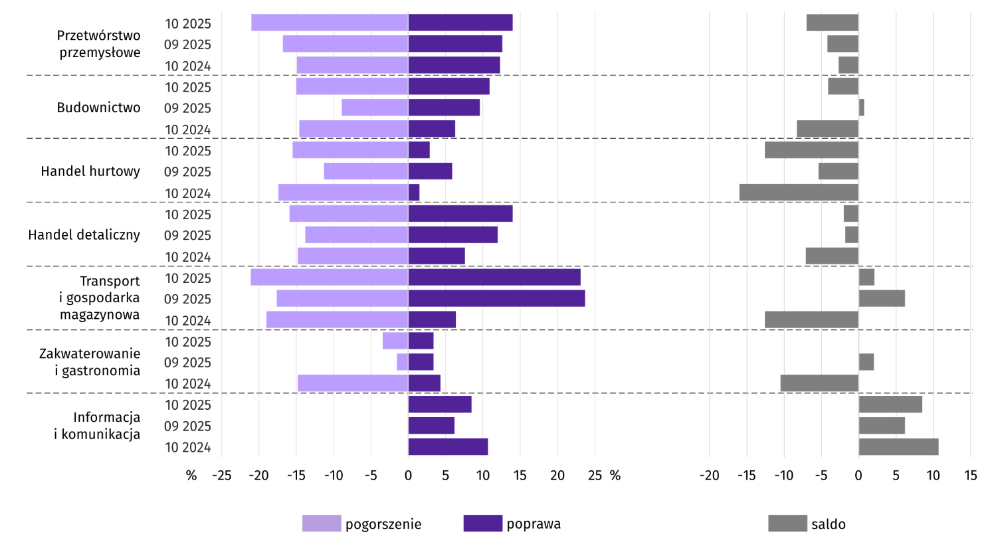 Przetwórstwo
przemysłowe
10 2025
09 2025
10 2024
Budownictwo
10 2025
09 2025
10 2024
Handel hurtowy
10 2025
09 2025
10 2024
Handel detaliczny
10 2025
09 2025
10 2024
Transport
i gospodarka
magazynowa
10 2025
09 2025
10 2024
Zakwaterowanie
i gastronomia
10 2025
09 2025
10 2024
Informacja
i komunikacja
10 2025
09 2025
10 2024
% -25 -20 -15 -10 -5 0 5 10 15 20 25 %
-20 -15 -10 -5 0 5 10 15
pogorszenie
poprawa
saldo